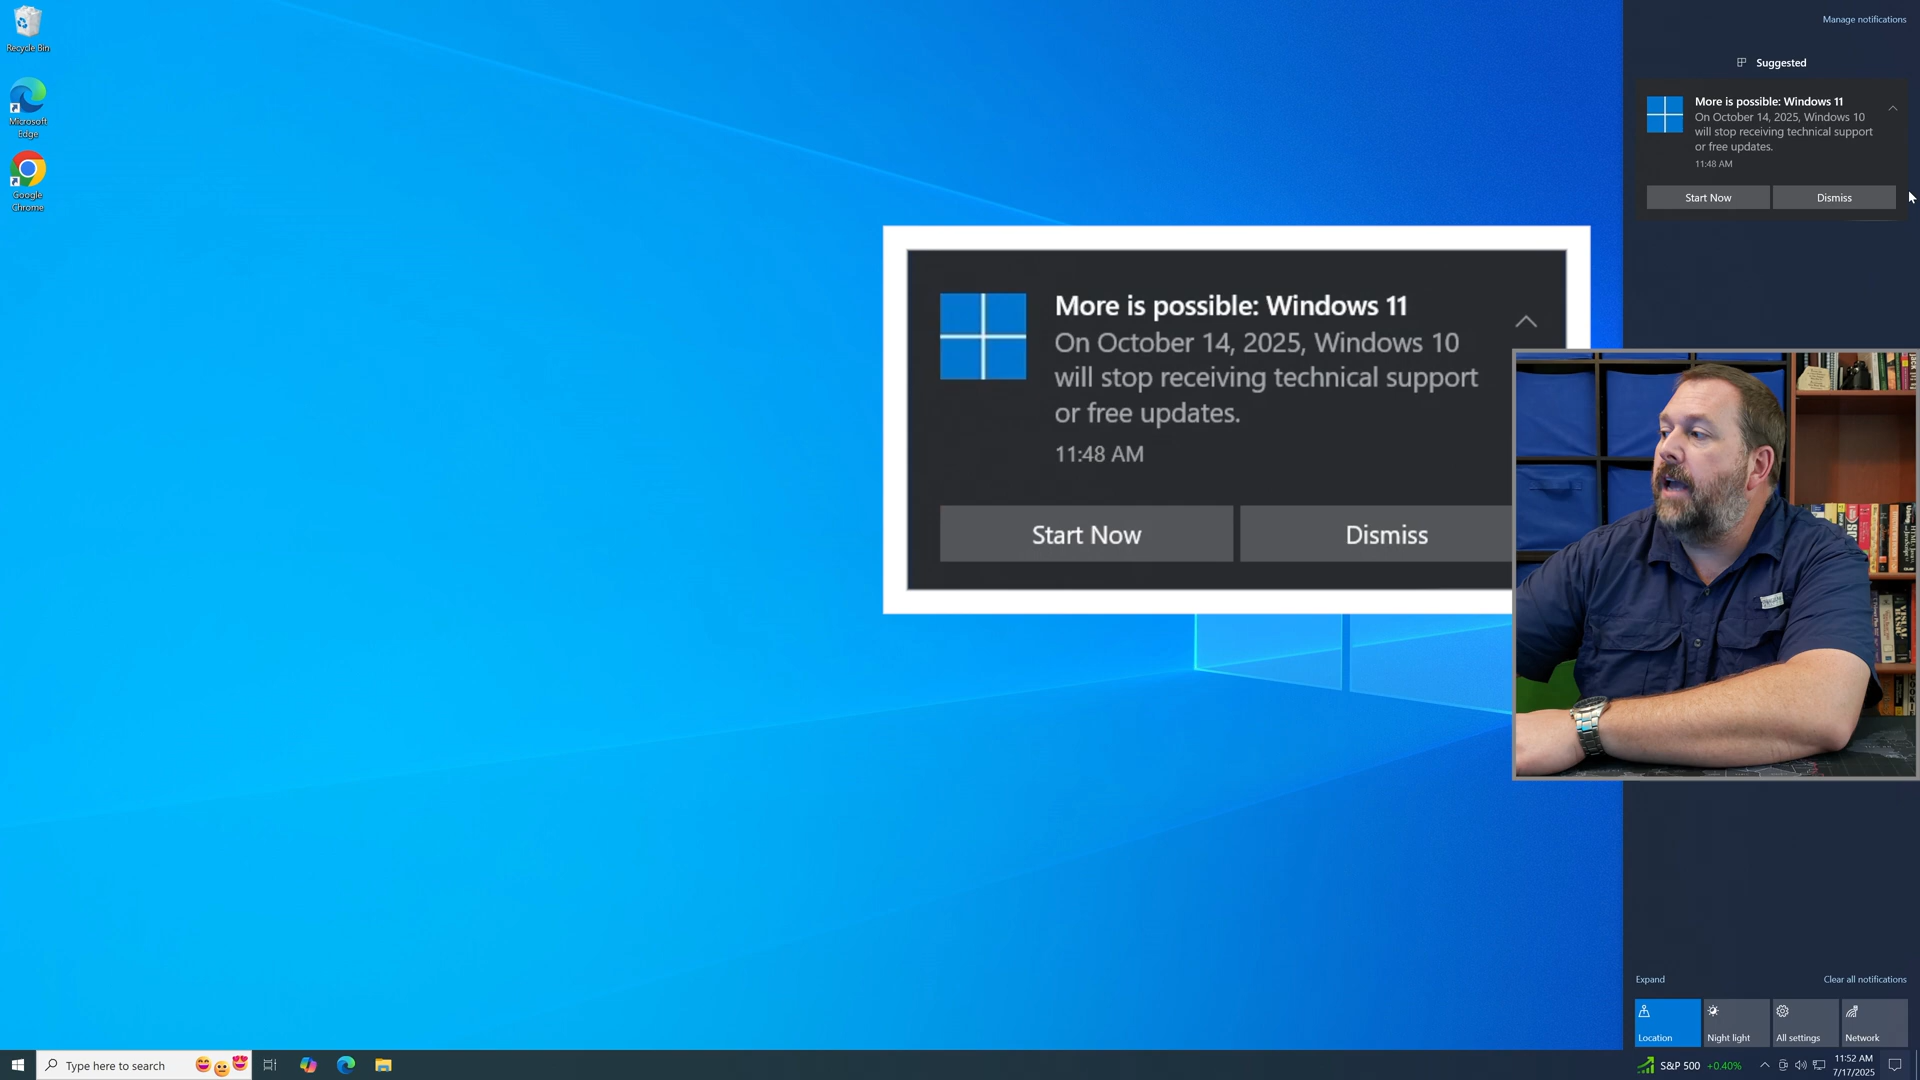 Recycle Bin
Microsoft
Edge
Google
Chrome
Manage notifications
Suggested
More is possible: Windows 11
On October 14, 2025, Windows 10
will stop receiving technical support
or free updates.
11:48 AM
Start Now
Dismiss
More is possible: Windows 11
On October 14, 2025, Windows 10
will stop receiving technical support
or free updates.
11:48 AM
Start Now
Dismiss
Expand
Clear all notifications
Location
Night light
All settings
Network
Type here to search
S&P 500 +0.40%
11:52 AM
7/17/2025